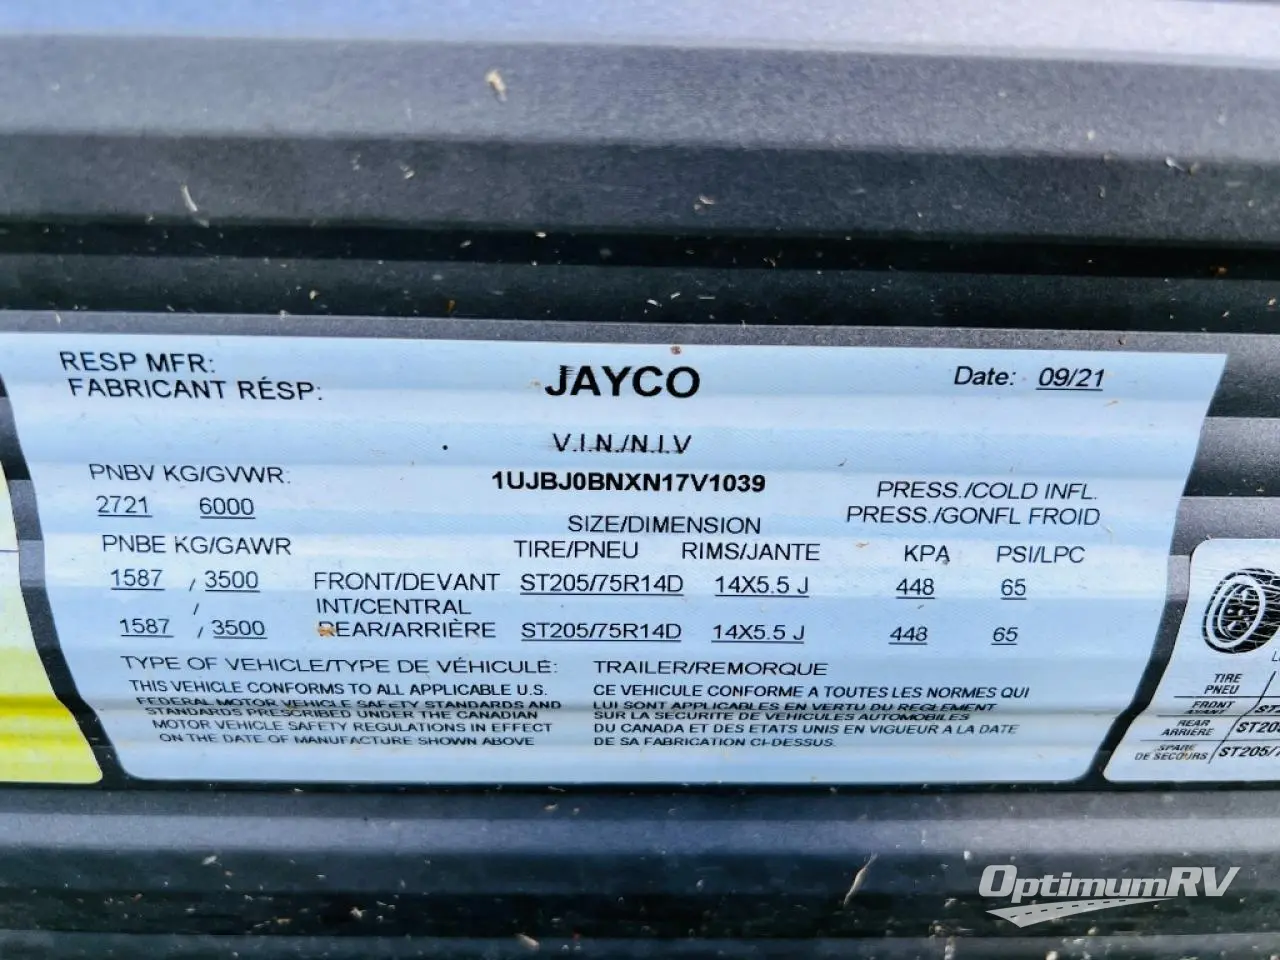 RESP MFR:
FABRICANT RÉSP:
JAYCO
Date: 09/21
V.I.N./N.I.V
1UJBJ0BNXN17V1039
PNBV KG/GVWR:
2721 6000
PRESS./COLD INFL.
PRESS./GONFL FROID
SIZE/DIMENSION
PNBE KG/GAWR TIRE/PNEU RIMS/JANTE KPA PSI/LPC
1587 / 3500 FRONT/DEVANT ST205/75R14D 14X5.5 J 448 65
/ INT/CENTRAL
1587 / 3500 REAR/ARRIÈRE ST205/75R14D 14X5.5 J 448 65
TYPE OF VEHICLE/TYPE DE VÉHICULE: TRAILER/REMORQUE
THIS VEHICLE CONFORMS TO ALL APPLICABLE U.S.
FEDERAL MOTOR VEHICLE SAFETY STANDARDS AND
STANDARDS PRESCRIBED UNDER THE CANADIAN
MOTOR VEHICLE SAFETY REGULATIONS IN EFFECT
ON THE DATE OF MANUFACTURE SHOWN ABOVE
CE VEHICULE CONFORME A TOUTES LES NORMES QUI
LUI SONT APPLICABLES EN VERTU DU REGLEMENT
SUR LA SECURITE DE VEHICULES AUTOMOBILES
DU CANADA ET DES ETATS UNIS EN VIGUEUR A LA DATE
DE SA FABRICATION CI-DESSUS.
TIRE
PNEU
FRONT
AVANT
REAR
ARRIÈRE
ST205
SPARE
DE SECOURS
ST205/7
OptimumRV